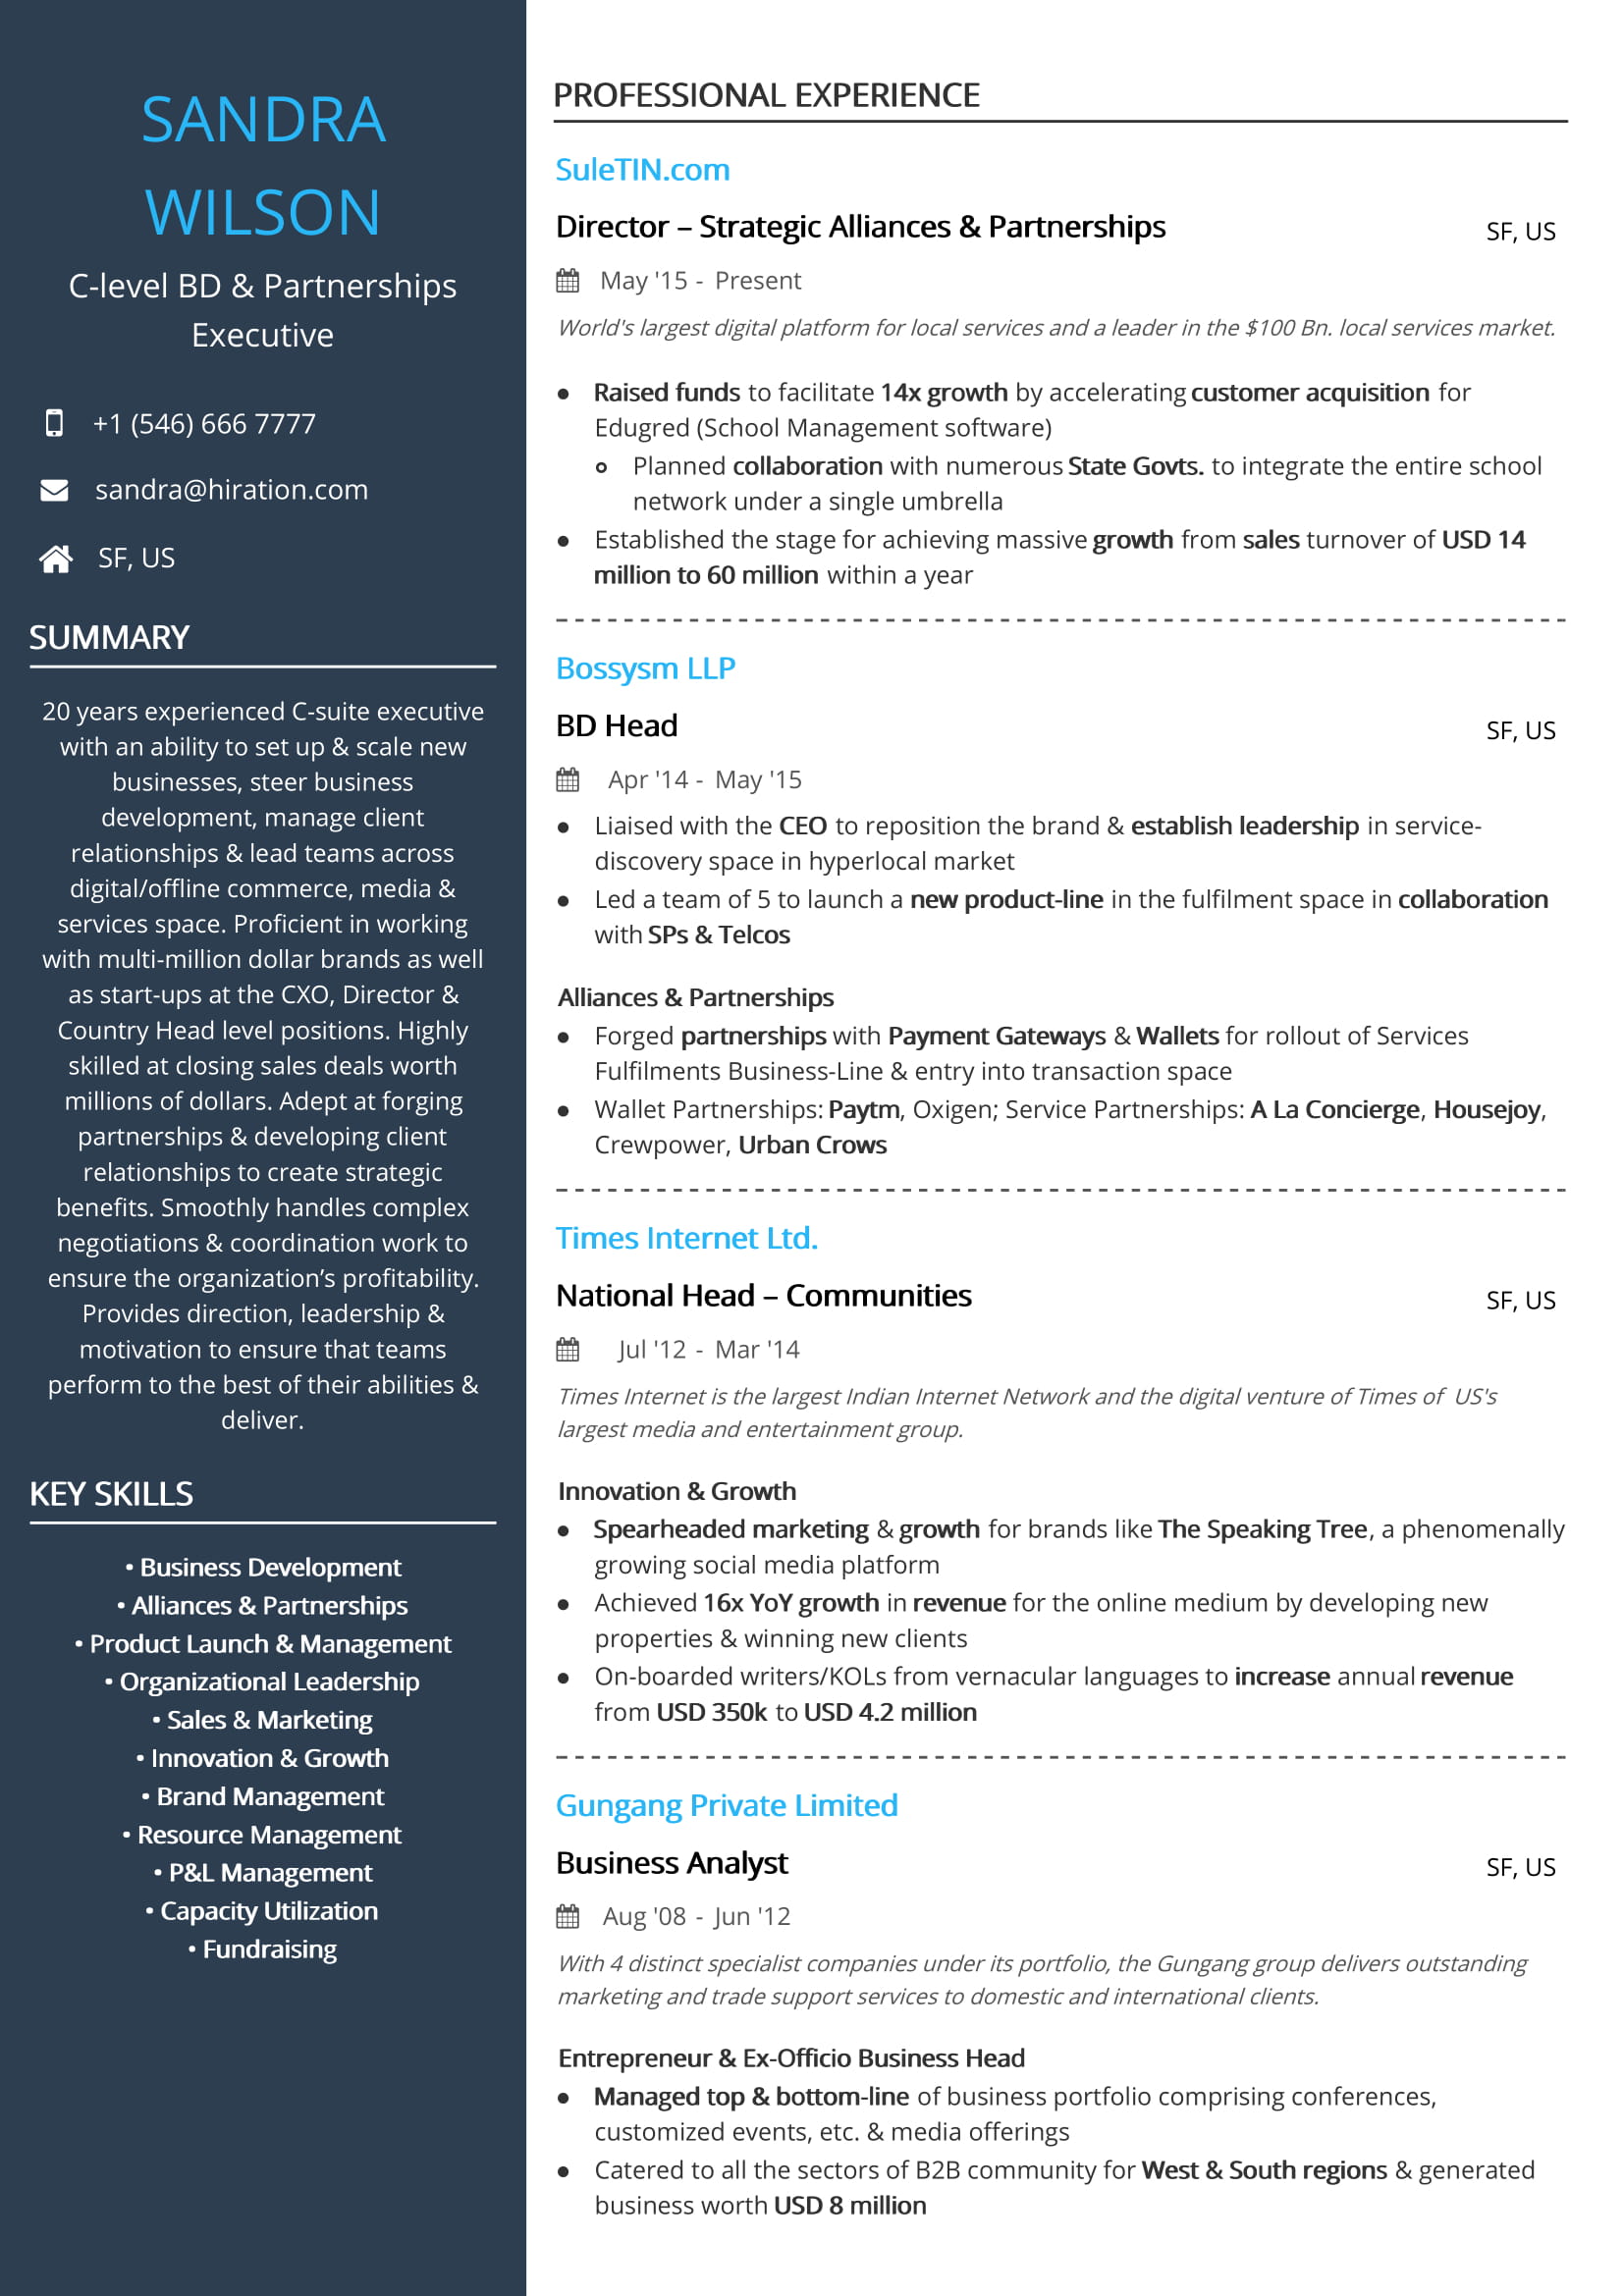 SANDRA
WILSON
C-level BD & Partnerships
Executive
+1 (546) 666 7777
sandra@hiration.com
SF, US
SUMMARY
20 years experienced C-suite executive
with an ability to set up & scale new
businesses, steer business
development, manage client
relationships & lead teams across
digital/offline commerce, media &
services space. Proficient in working
with multi-million dollar brands as well
as start-ups at the CXO, Director &
Country Head level positions. Highly
skilled at closing sales deals worth
millions of dollars. Adept at forging
partnerships & developing client
relationships to create strategic
benefits. Smoothly handles complex
negotiations & coordination work to
ensure the organization’s profitability.
Provides direction, leadership &
motivation to ensure that teams
perform to the best of their abilities &
deliver.
KEY SKILLS
• Business Development
• Alliances & Partnerships
• Product Launch & Management
• Organizational Leadership
• Sales & Marketing
• Innovation & Growth
• Brand Management
• Resource Management
• P&L Management
• Capacity Utilization
• Fundraising
PROFESSIONAL EXPERIENCE
SuleTIN.com
Director – Strategic Alliances & Partnerships SF, US
May '15 - Present
World's largest digital platform for local services and a leader in the $100 Bn. local services market.
● Raised funds to facilitate 14x growth by accelerating customer acquisition for
Edugred (School Management software)
○ Planned collaboration with numerous State Govts. to integrate the entire school
network under a single umbrella
● Established the stage for achieving massive growth from sales turnover of USD 14
million to 60 million within a year
Bossysm LLP
BD Head SF, US
Apr '14 - May '15
● Liaised with the CEO to reposition the brand & establish leadership in service-
discovery space in hyperlocal market
● Led a team of 5 to launch a new product-line in the fulfilment space in collaboration
with SPs & Telcos
Alliances & Partnerships
● Forged partnerships with Payment Gateways & Wallets for rollout of Services
Fulfilments Business-Line & entry into transaction space
● Wallet Partnerships: Paytm, Oxigen; Service Partnerships: A La Concierge, Housejoy,
Crewpower, Urban Crows
Times Internet Ltd.
National Head – Communities SF, US
Jul '12 - Mar '14
Times Internet is the largest Indian Internet Network and the digital venture of Times of US's
largest media and entertainment group.
Innovation & Growth
● Spearheaded marketing & growth for brands like The Speaking Tree, a phenomenally
growing social media platform
● Achieved 16x YoY growth in revenue for the online medium by developing new
properties & winning new clients
● On-boarded writers/KOLs from vernacular languages to increase annual revenue
from USD 350k to USD 4.2 million
Gungang Private Limited
Business Analyst SF, US
Aug '08 - Jun '12
With 4 distinct specialist companies under its portfolio, the Gungang group delivers outstanding
marketing and trade support services to domestic and international clients.
Entrepreneur & Ex-Officio Business Head
● Managed top & bottom-line of business portfolio comprising conferences,
customized events, etc. & media offerings
● Catered to all the sectors of B2B community for West & South regions & generated
business worth USD 8 million